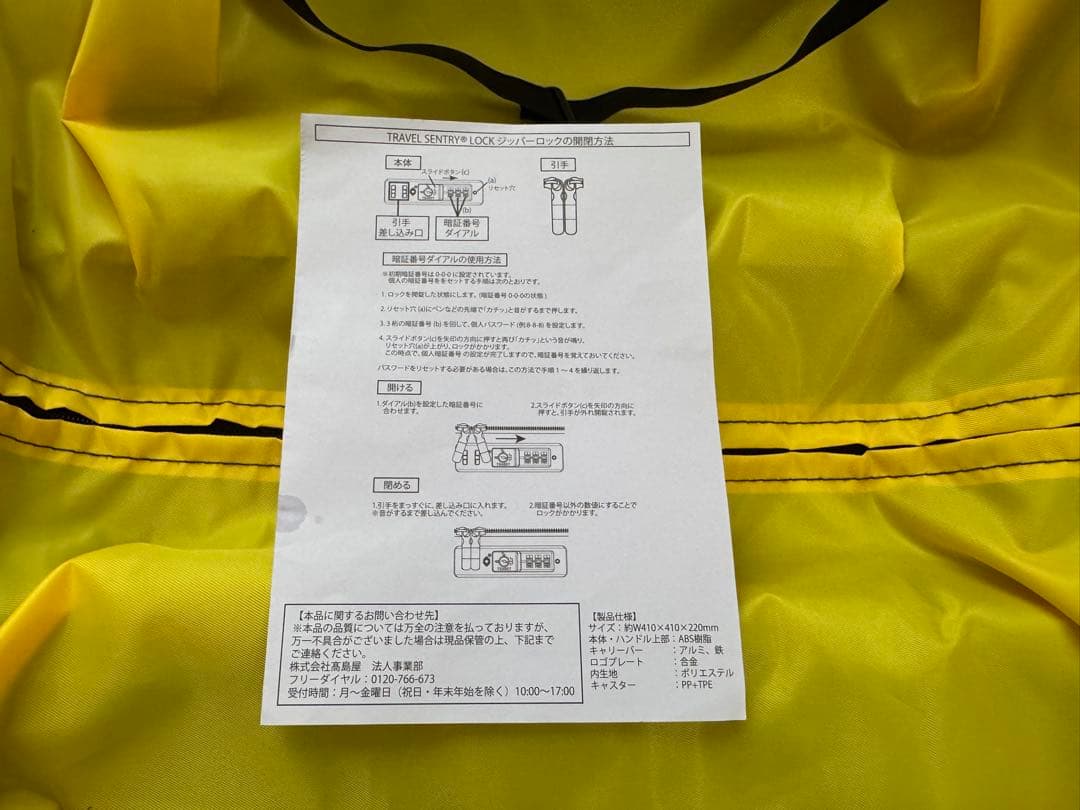 TRAVEL SENTRY® LOCK ジッパーロックの開閉方法
本体
引手
スライドボタン(c)
(a)
リセット穴
(b)
引手
差し込み口
暗証番号
ダイアル
暗証番号ダイアルの使用方法
※初期暗証番号は0-0-0に設定されています。
個人の暗証番号ををセットする手順は次のとおりです。
1. ロックを開錠した状態にします。(暗証番号0-0-0の状態)
2. リセット穴(a)にペンなどの先端で「カチッ」と音がするまで押します。
3. 3桁の暗証番号(b)を回して、個人パスワード(例:8-8-8)を設定します。
4. スライドボタン(c)を矢印の方向に押すと再び「カチッ」という音が鳴り、
リセット穴(a)が上がり、ロックがかかります。
この時点で、個人暗証番号の設定が完了しますので、暗証番号を覚えておいてください。
パスワードをリセットする必要がある場合は、この方法で手順1〜4を繰り返します。
開ける
1.ダイアル(b)を設定した暗証番号に
合わせます。
2.スライドボタン(c)を矢印の方向に
押すと、引手が外れ開錠されます。
閉める
1.引手をまっすぐに、差し込み口に入れます。
※音がするまで差し込んでください。
2.暗証番号以外の数値にすることで
ロックがかかります。
【本品に関するお問い合わせ先】
※本品の品質については万全の注意を払っておりますが、
万一不具合がございました場合は現品保管の上、下記まで
ご連絡ください。
株式会社髙島屋 法人事業部
フリーダイヤル：0120-766-673
受付時間：月〜金曜日（祝日・年末年始を除く）10:00〜17:00
【製品仕様】
サイズ：約W410×410×220mm
本体・ハンドル上部：ABS樹脂
キャリーバー ：アルミ、鉄
ロゴプレート ：合金
内生地 ：ポリエステル
キャスター ：PP+TPE